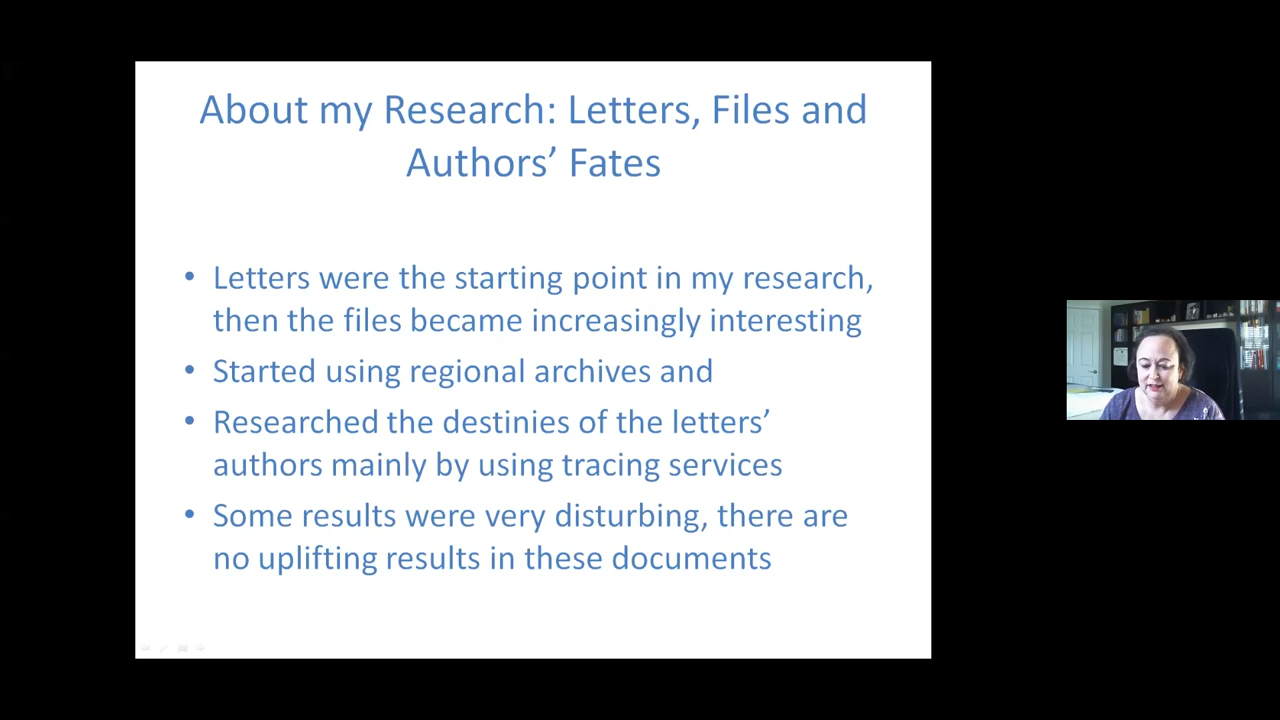 About my Research: Letters, Files and
Authors’ Fates
• Letters were the starting point in my research,
then the files became increasingly interesting
• Started using regional archives and
• Researched the destinies of the letters’
authors mainly by using tracing services
• Some results were very disturbing, there are
no uplifting results in these documents